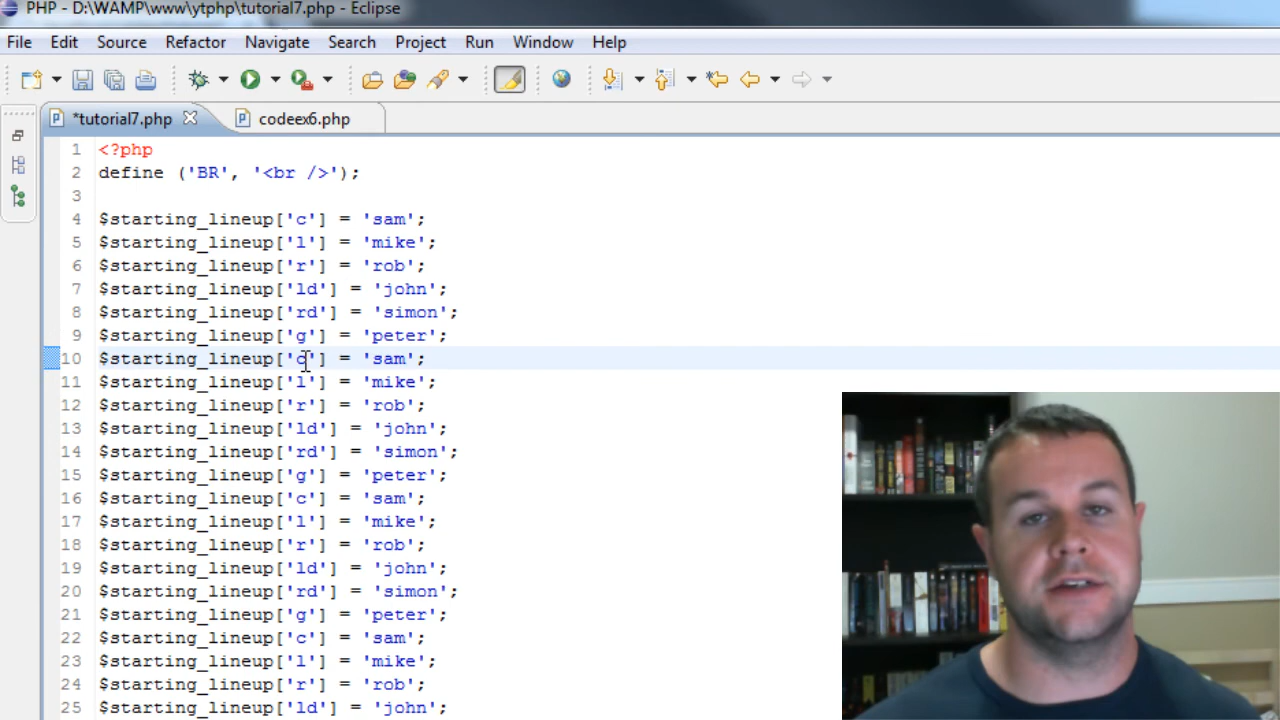 PHP - D:\WAMP\www\ytphp\tutorial7.php - Eclipse
File Edit Source Refactor Navigate Search Project Run Window Help
*tutorial7.php codeex6.php
1 <?php
2 define ('BR', '<br />');
3
4 $starting_lineup['c'] = 'sam';
5 $starting_lineup['l'] = 'mike';
6 $starting_lineup['r'] = 'rob';
7 $starting_lineup['ld'] = 'john';
8 $starting_lineup['rd'] = 'simon';
9 $starting_lineup['g'] = 'peter';
10 $starting_lineup['c'] = 'sam';
11 $starting_lineup['l'] = 'mike';
12 $starting_lineup['r'] = 'rob';
13 $starting_lineup['ld'] = 'john';
14 $starting_lineup['rd'] = 'simon';
15 $starting_lineup['g'] = 'peter';
16 $starting_lineup['c'] = 'sam';
17 $starting_lineup['l'] = 'mike';
18 $starting_lineup['r'] = 'rob';
19 $starting_lineup['ld'] = 'john';
20 $starting_lineup['rd'] = 'simon';
21 $starting_lineup['g'] = 'peter';
22 $starting_lineup['c'] = 'sam';
23 $starting_lineup['l'] = 'mike';
24 $starting_lineup['r'] = 'rob';
25 $starting_lineup['ld'] = 'john';